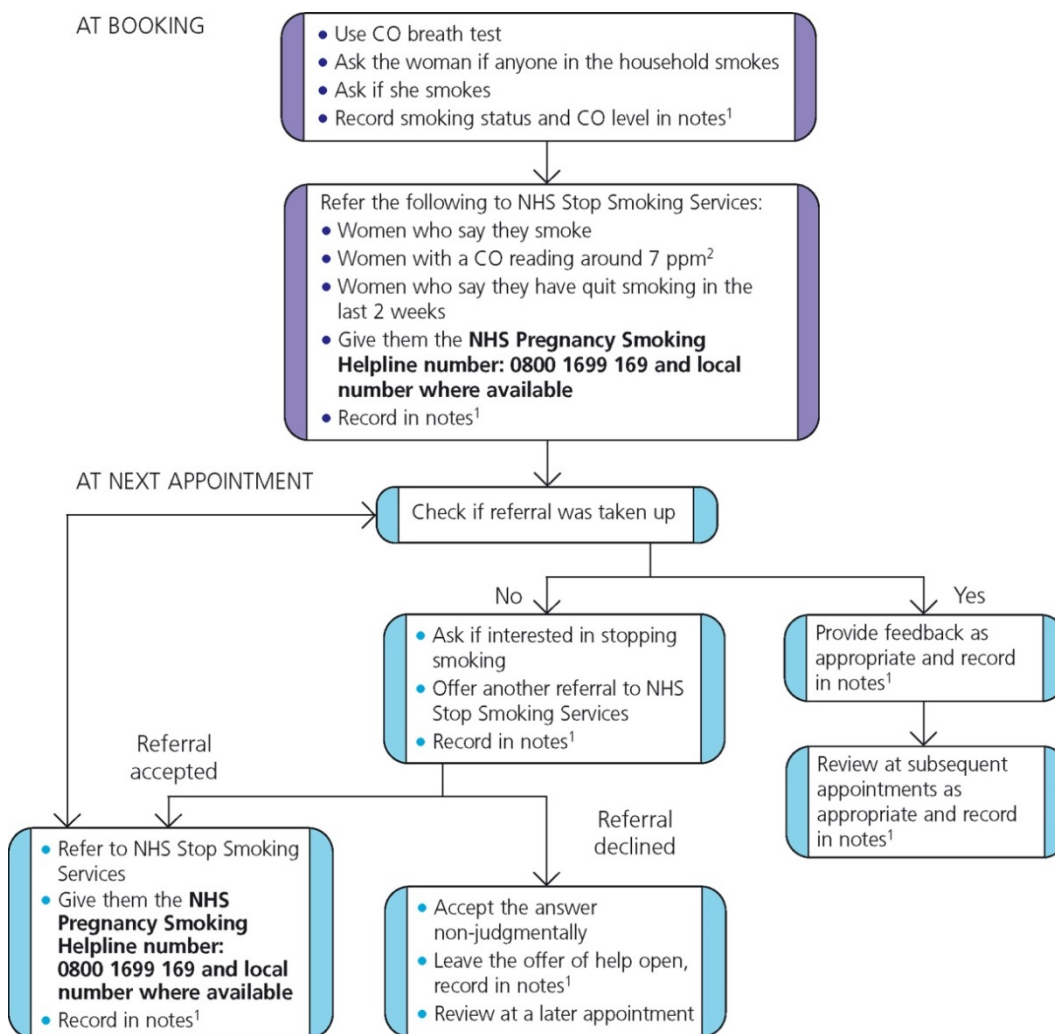 AT BOOKING
• Use CO breath test
• Ask the woman if anyone in the household smokes
• Ask if she smokes
• Record smoking status and CO level in notes¹
Refer the following to NHS Stop Smoking Services:
• Women who say they smoke
• Women with a CO reading around 7 ppm²
• Women who say they have quit smoking in the
last 2 weeks
• Give them the NHS Pregnancy Smoking
Helpline number: 0800 1699 169 and local
number where available
• Record in notes¹
AT NEXT APPOINTMENT
Check if referral was taken up
No
• Ask if interested in stopping
smoking
• Offer another referral to NHS
Stop Smoking Services
• Record in notes¹
Yes
Provide feedback as
appropriate and record
in notes¹
Review at subsequent
appointments as
appropriate and record
in notes¹
Referral
accepted
• Refer to NHS Stop Smoking
Services
• Give them the NHS
Pregnancy Smoking
Helpline number:
0800 1699 169 and local
number where available
• Record in notes¹
Referral
declined
• Accept the answer
non-judgmentally
• Leave the offer of help open,
record in notes¹
• Review at a later appointment